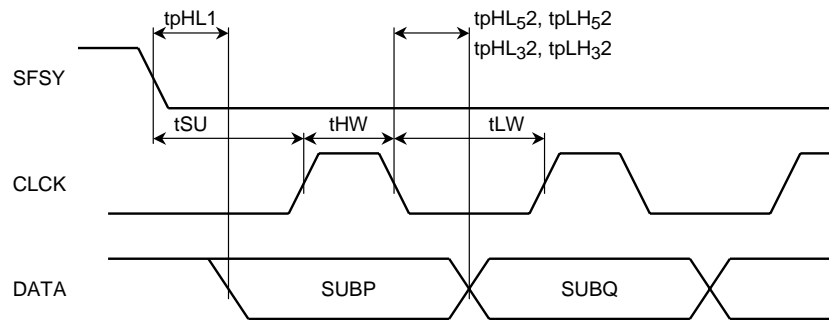 tpHL1
tpHL₅2, tpLH₅2
tpHL₃2, tpLH₃2
SFSY
tSU
tHW
tLW
CLCK
DATA
SUBP
SUBQ